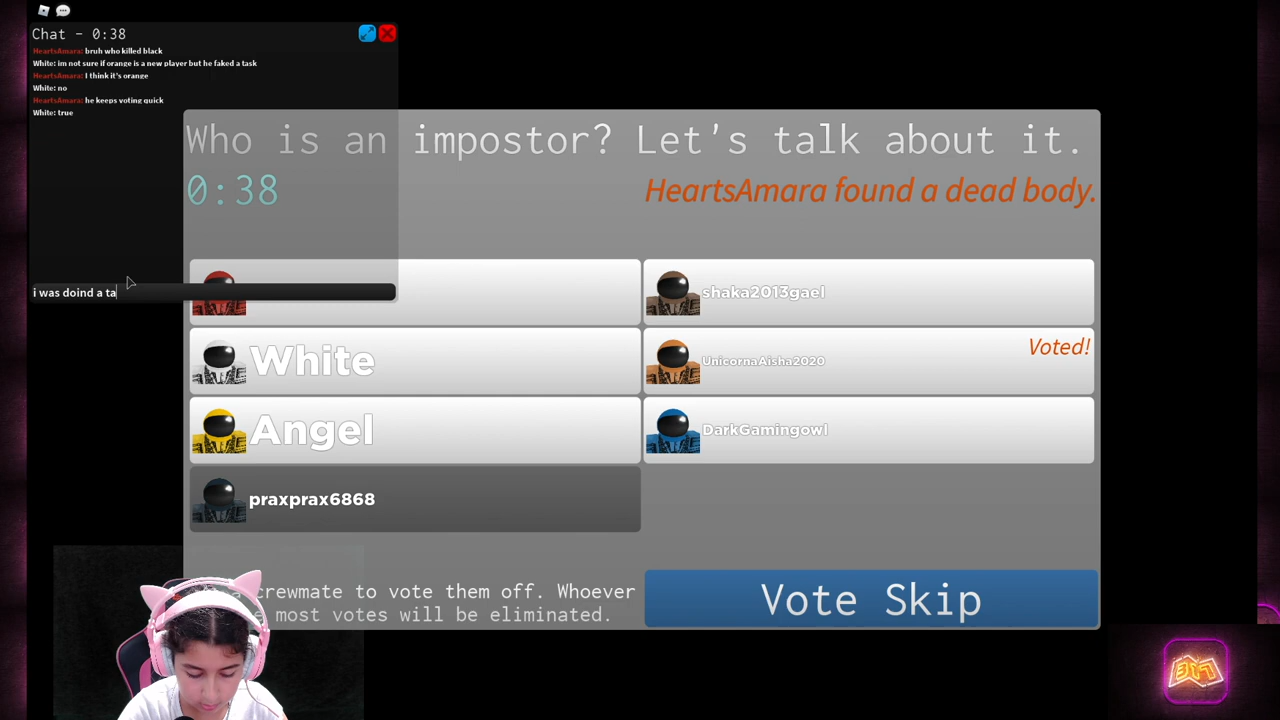 Chat - 0:38
HeartsAmara: bruh who killed black
White: im not sure if orange is a new player but he faked a task
HeartsAmara: I think it's orange
White: no
HeartsAmara: he keeps voting quick
White: true
i was doind a ta
Who is an impostor? Let's talk about it.
0:38
HeartsAmara found a dead body.
shaka2013gael
White
UnicornaAisha2020
Voted!
Angel
DarkGamingowl
praxprax6868
crewmate to vote them off. Whoever
most votes will be eliminated.
Vote Skip